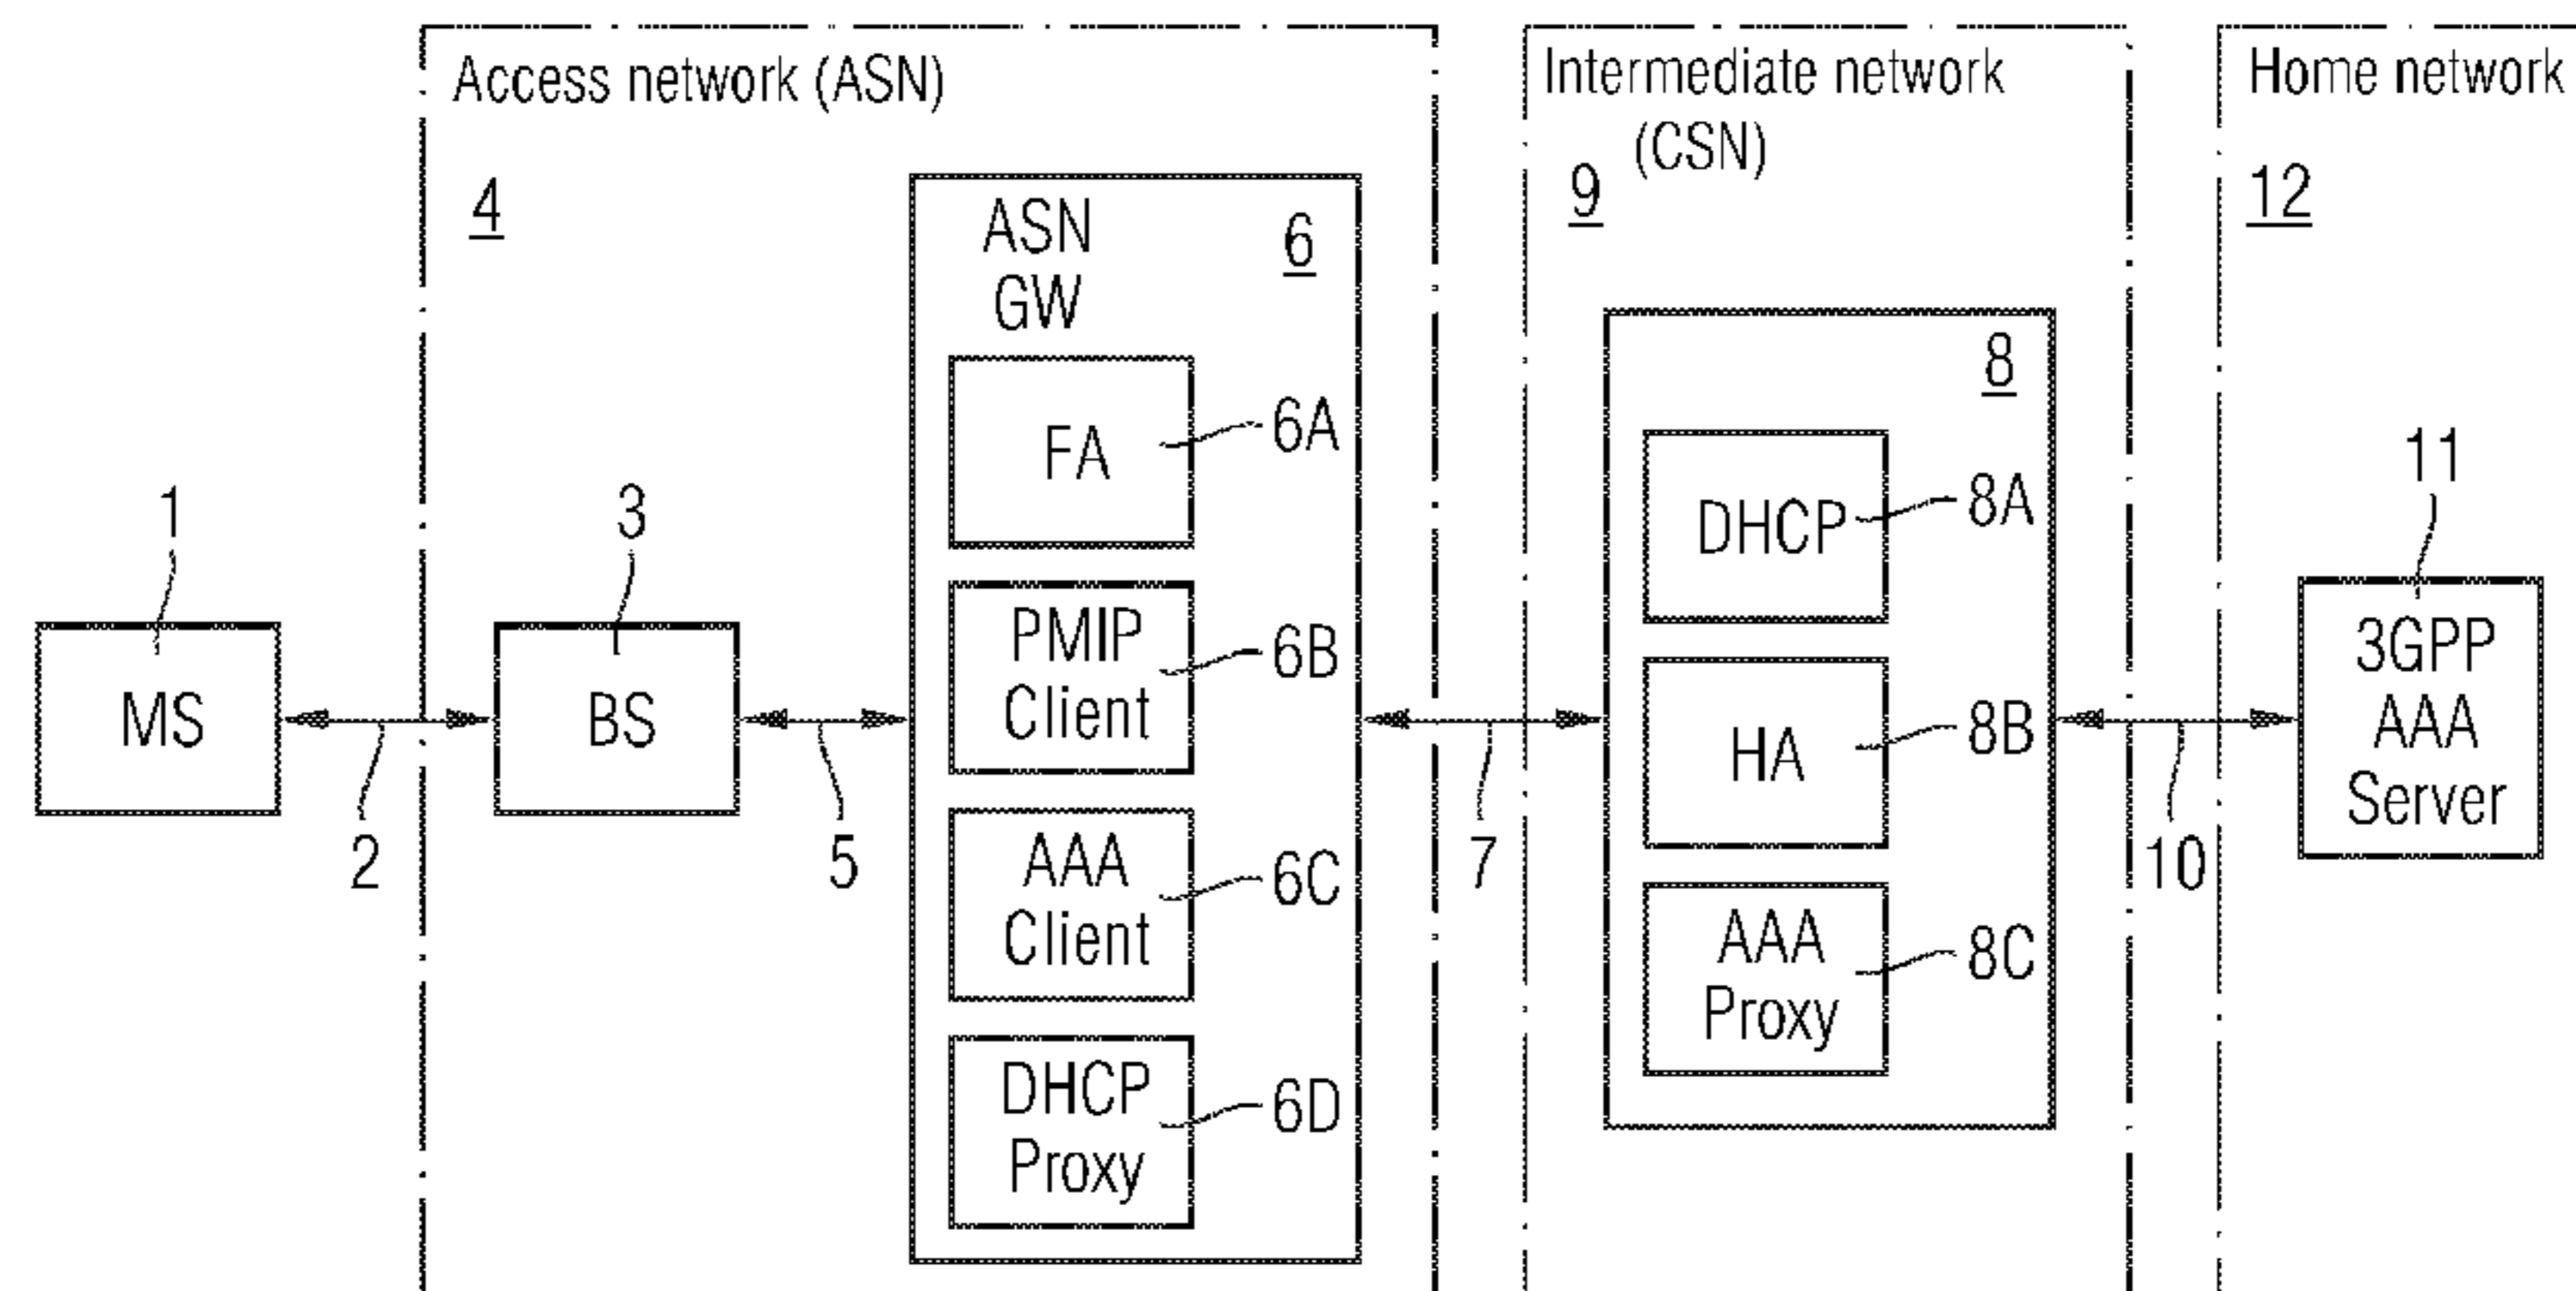 Access network (ASN)
4
Intermediate network
(CSN)
9
Home network
12
ASN
GW
6
FA
6A
PMIP
Client
6B
AAA
Client
6C
DHCP
Proxy
6D
8
DHCP
8A
HA
8B
AAA
Proxy
8C
1
MS
2
3
BS
5
7
10
11
3GPP
AAA
Server